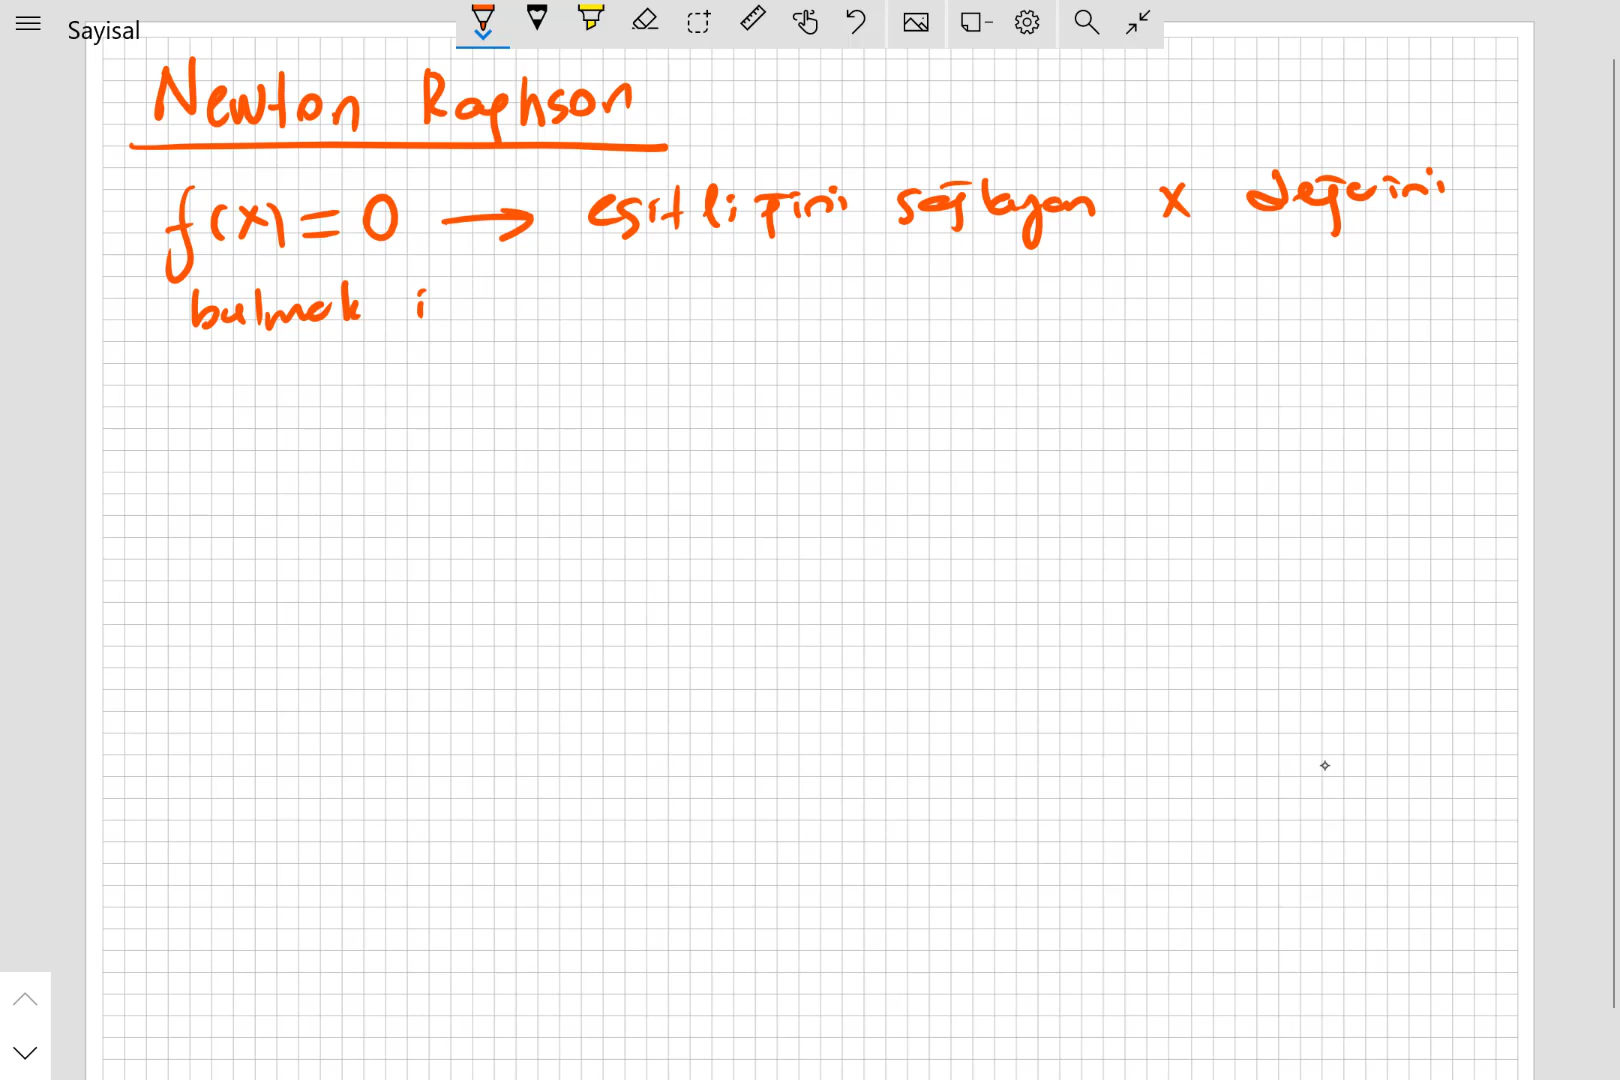 Sayisal
Newton Raphson
f(x) = 0 → eşitliğini sağlayan x değerini
bulmak i